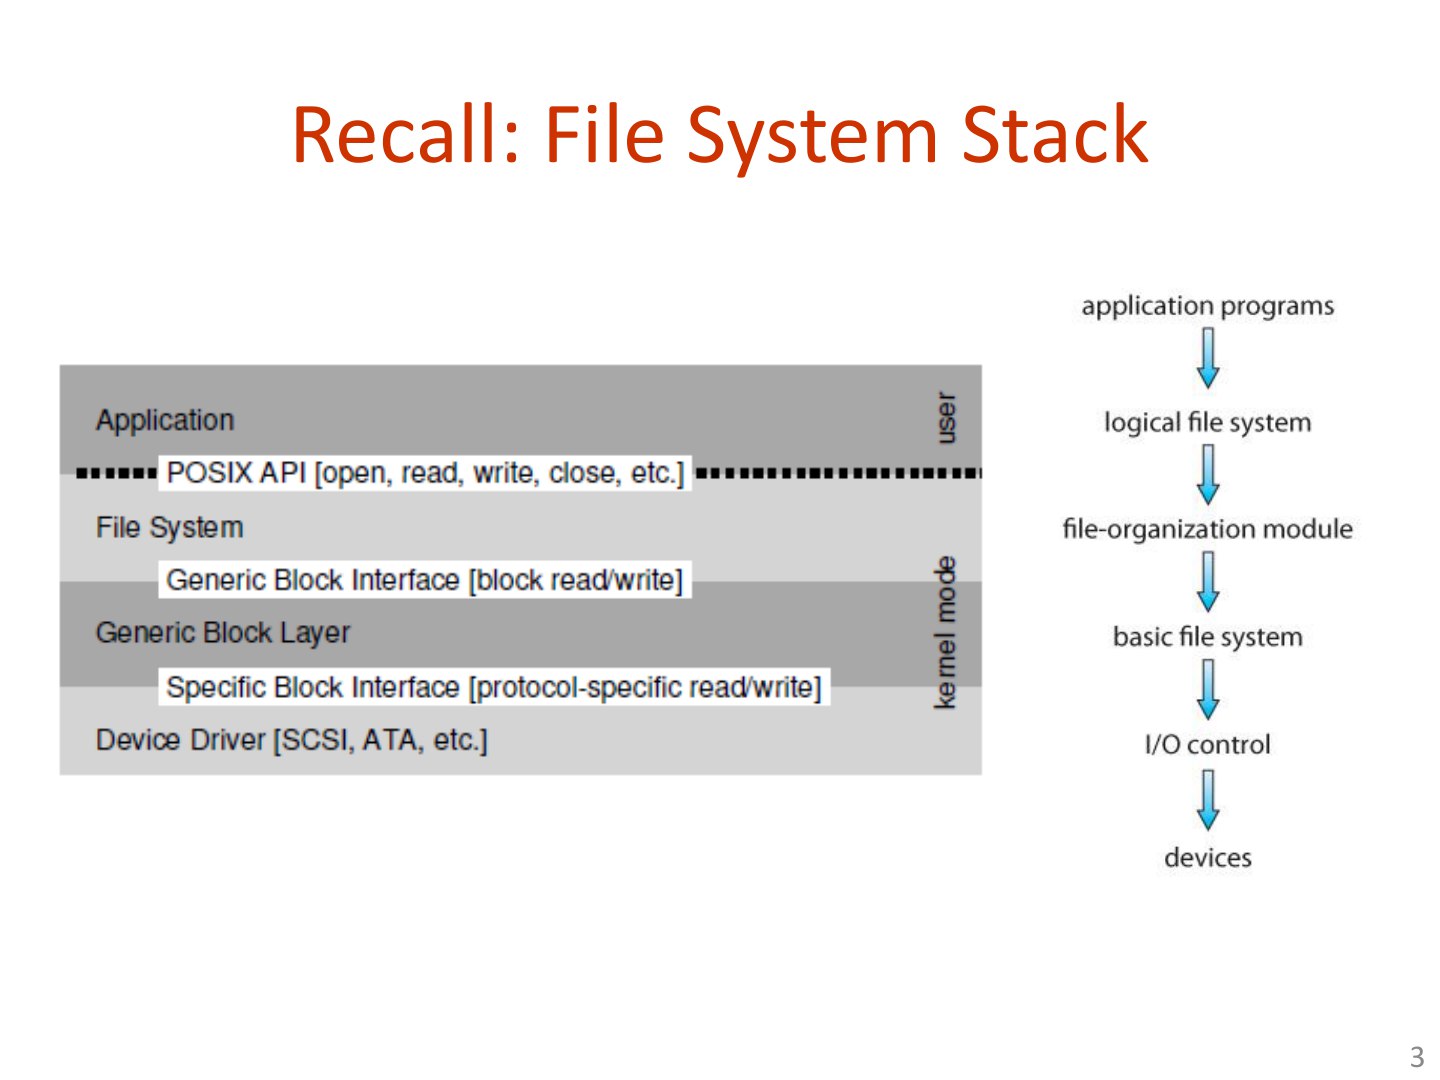 Recall: File System Stack
Application
user
POSIX API [open, read, write, close, etc.]
File System
Generic Block Interface [block read/write]
Generic Block Layer
kernel mode
Specific Block Interface [protocol-specific read/write]
Device Driver [SCSI, ATA, etc.]
application programs
logical file system
file-organization module
basic file system
I/O control
devices
3